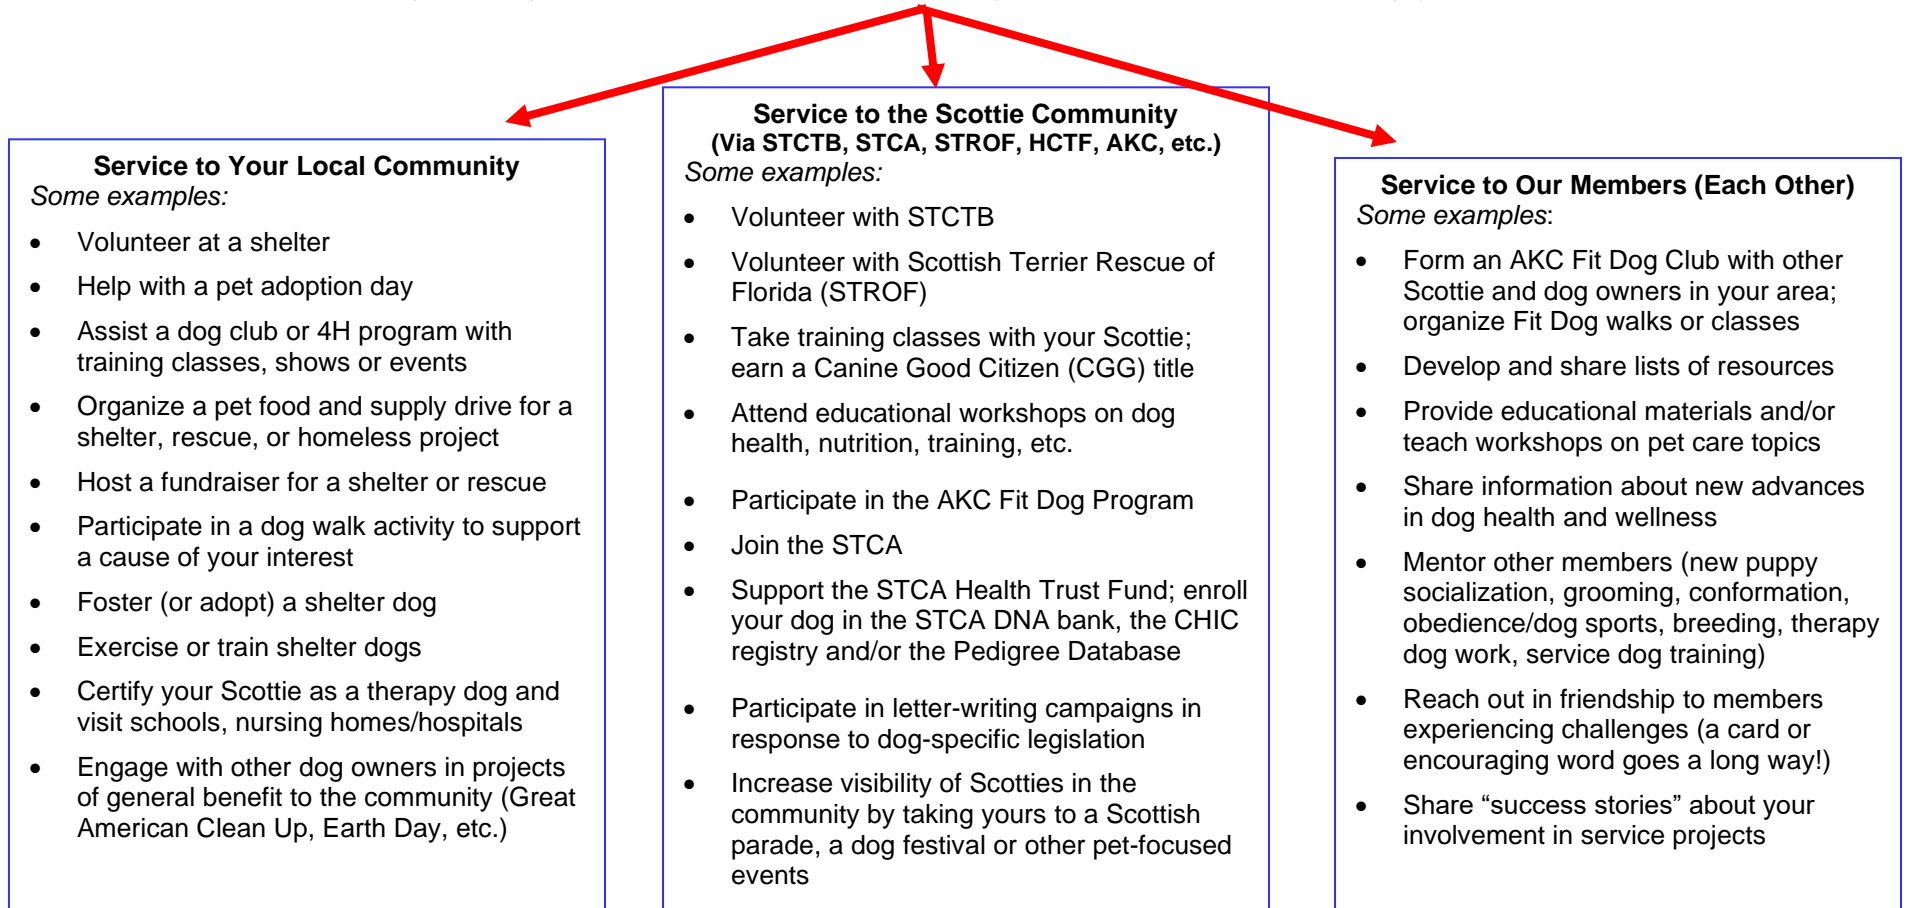 Service to Your Local Community
Some examples:
• Volunteer at a shelter
• Help with a pet adoption day
• Assist a dog club or 4H program with
training classes, shows or events
• Organize a pet food and supply drive for a
shelter, rescue, or homeless project
• Host a fundraiser for a shelter or rescue
• Participate in a dog walk activity to support
a cause of your interest
• Foster (or adopt) a shelter dog
• Exercise or train shelter dogs
• Certify your Scottie as a therapy dog and
visit schools, nursing homes/hospitals
• Engage with other dog owners in projects
of general benefit to the community (Great
American Clean Up, Earth Day, etc.)
Service to the Scottie Community
(Via STCTB, STCA, STROF, HCTF, AKC, etc.)
Some examples:
• Volunteer with STCTB
• Volunteer with Scottish Terrier Rescue of
Florida (STROF)
• Take training classes with your Scottie;
earn a Canine Good Citizen (CGG) title
• Attend educational workshops on dog
health, nutrition, training, etc.
• Participate in the AKC Fit Dog Program
• Join the STCA
• Support the STCA Health Trust Fund; enroll
your dog in the STCA DNA bank, the CHIC
registry and/or the Pedigree Database
• Participate in letter-writing campaigns in
response to dog-specific legislation
• Increase visibility of Scotties in the
community by taking yours to a Scottish
parade, a dog festival or other pet-focused
events
Service to Our Members (Each Other)
Some examples:
• Form an AKC Fit Dog Club with other
Scottie and dog owners in your area;
organize Fit Dog walks or classes
• Develop and share lists of resources
• Provide educational materials and/or
teach workshops on pet care topics
• Share information about new advances
in dog health and wellness
• Mentor other members (new puppy
socialization, grooming, conformation,
obedience/dog sports, breeding, therapy
dog work, service dog training)
• Reach out in friendship to members
experiencing challenges (a card or
encouraging word goes a long way!)
• Share “success stories” about your
involvement in service projects